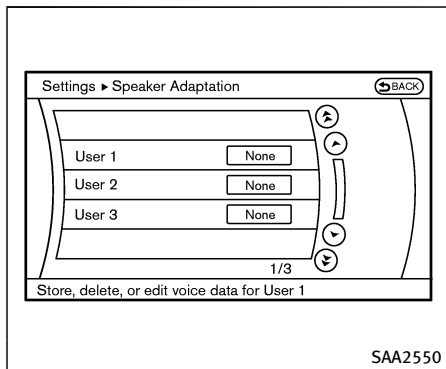 Settings ▸ Speaker Adaptation
BACK
User 1 None
User 2 None
User 3 None
1/3
Store, delete, or edit voice data for User 1
SAA2550